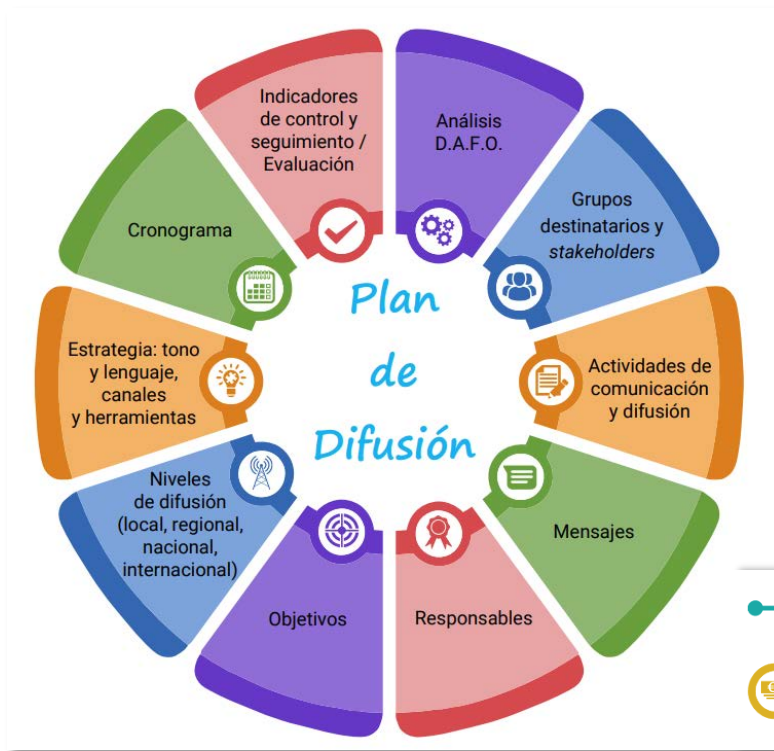 Plan
de
Difusión
Análisis
D.A.F.O.
Grupos
destinatarios y
stakeholders
Actividades de
comunicación
y difusión
Mensajes
Responsables
Objetivos
Niveles
de difusión
(local, regional,
nacional,
internacional)
Estrategia: tono
y lenguaje,
canales
y herramientas
Cronograma
Indicadores
de control y
seguimiento /
Evaluación